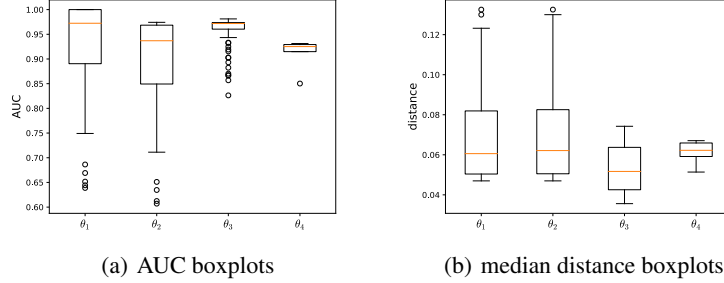 1.00
0.95
0.90
0.85
0.80
0.75
0.70
0.65
0.60
AUC
θ₁ θ₂ θ₃ θ₄
(a) AUC boxplots
0.12
0.10
0.08
0.06
0.04
distance
θ₁ θ₂ θ₃ θ₄
(b) median distance boxplots